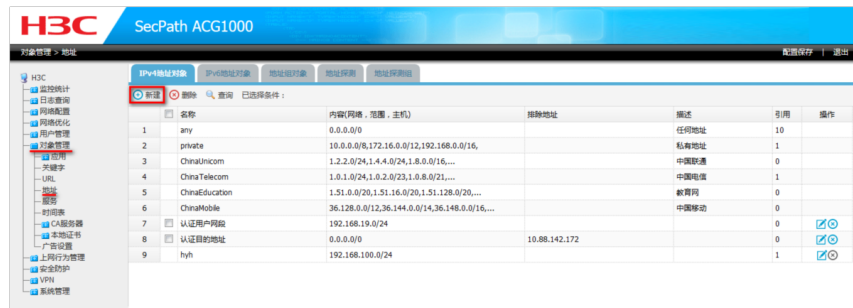 H3C SecPath ACG1000
对象管理 > 地址 配置保存 | 退出
H3C
监控统计
日志查询
网络配置
网络优化
用户管理
对象管理
应用
关键字
URL
地址
服务
时间表
CA服务器
本地证书
广告设置
上网行为管理
安全防护
VPN
系统管理
IPv4地址对象 IPv6地址对象 地址组对象 地址探测 地址探测组
新建 删除 查询 已选择条件：
名称 内容(网络，范围，主机) 排除地址 描述 引用 操作
1 any 0.0.0.0/0 任何地址 10
2 private 10.0.0.0/8,172.16.0.0/12,192.168.0.0/16, 私有地址 1
3 ChinaUnicom 1.2.2.0/24,1.4.4.0/24,1.8.0.0/16,... 中国联通 0
4 ChinaTelecom 1.0.1.0/24,1.0.2.0/23,1.0.8.0/21,... 中国电信 1
5 ChinaEducation 1.51.0.0/20,1.51.16.0/20,1.51.128.0/20,... 教育网 0
6 ChinaMobile 36.128.0.0/12,36.144.0.0/14,36.148.0.0/16,... 中国移动 0
7 认证用户网段 192.168.19.0/24 0
8 认证目的地址 0.0.0.0/0 10.88.142.172 0
9 hyh 192.168.100.0/24 1